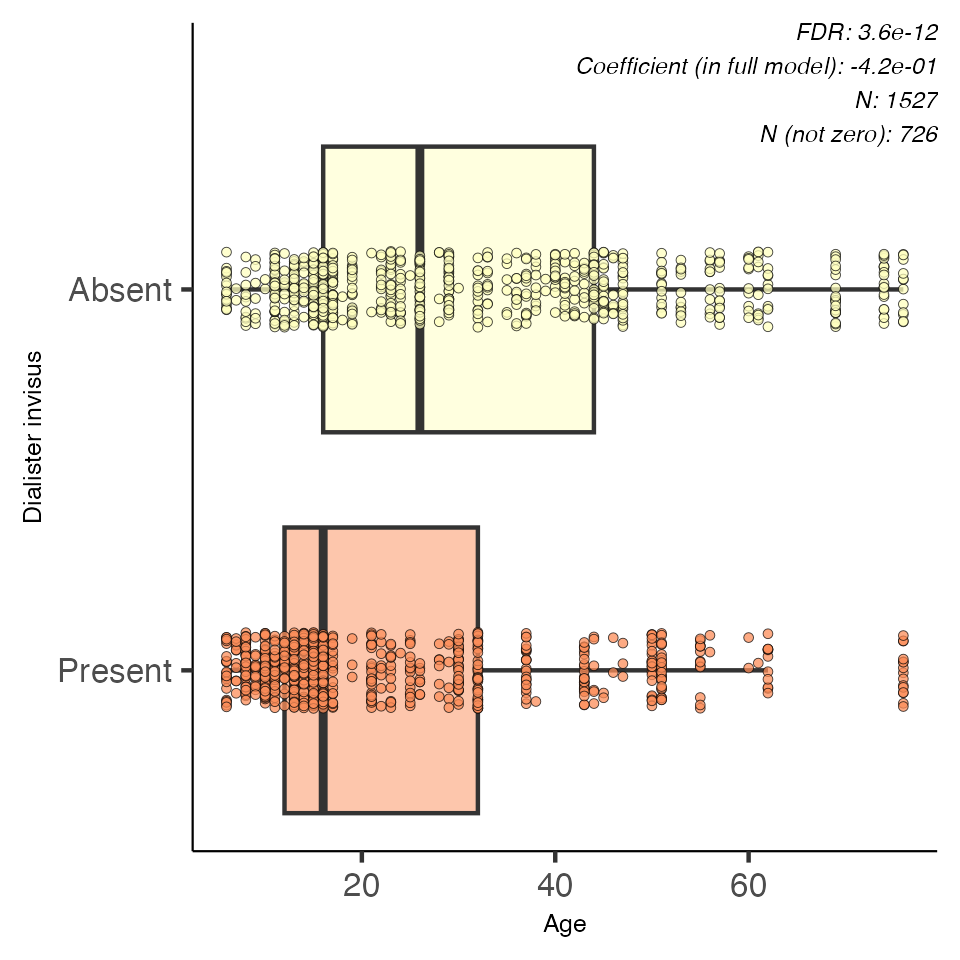 FDR: 3.6e-12
Coefficient (in full model): -4.2e-01
N: 1527
N (not zero): 726
Absent
Dialister invisus
Present
20 40 60
Age